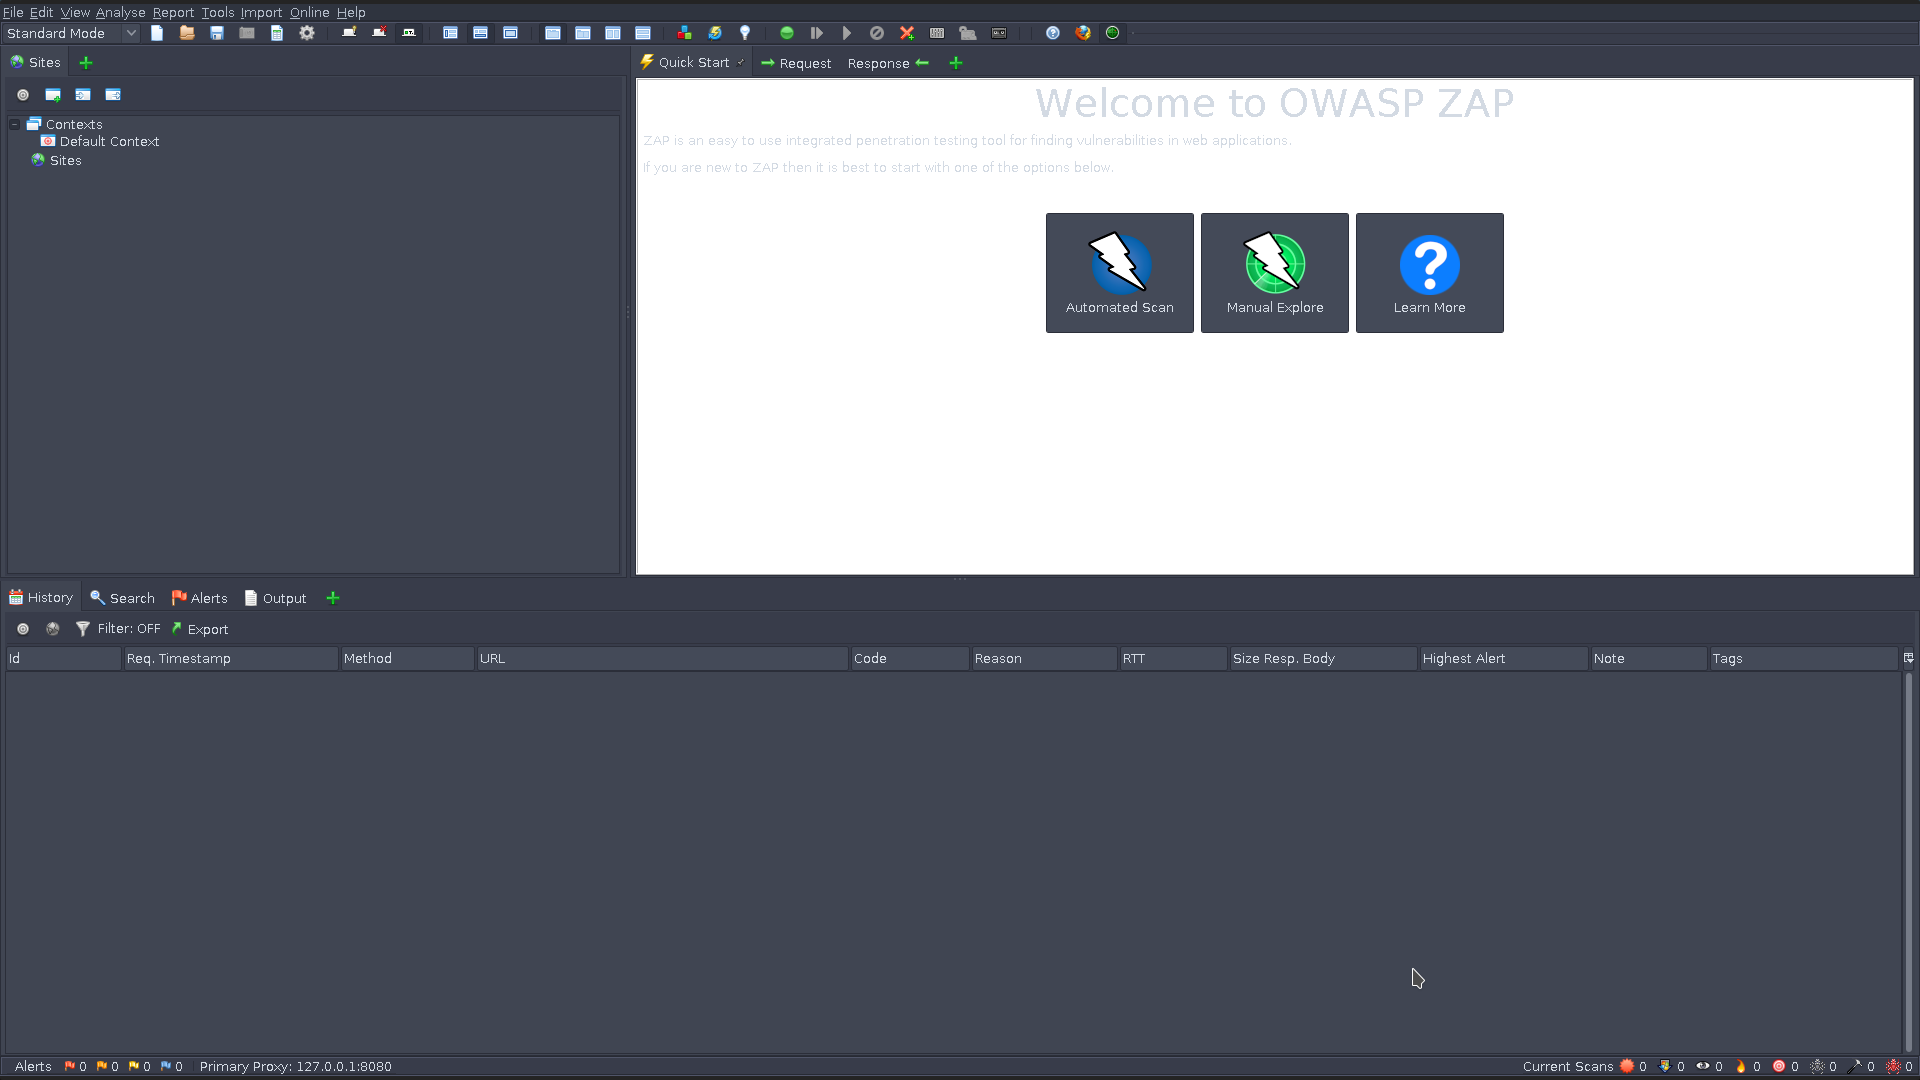 File Edit View Analyse Report Tools Import Online Help
Standard Mode
Sites
Quick Start
Request
Response
Contexts
Default Context
Sites
Welcome to OWASP ZAP
ZAP is an easy to use integrated penetration testing tool for finding vulnerabilities in web applications.
If you are new to ZAP then it is best to start with one of the options below.
Automated Scan
Manual Explore
Learn More
History
Search
Alerts
Output
Filter: OFF
Export
Id Req. Timestamp Method URL Code Reason RTT Size Resp. Body Highest Alert Note Tags
Alerts 0 0 0 0 Primary Proxy: 127.0.0.1:8080
Current Scans 0 0 0 0 0 0 0 0